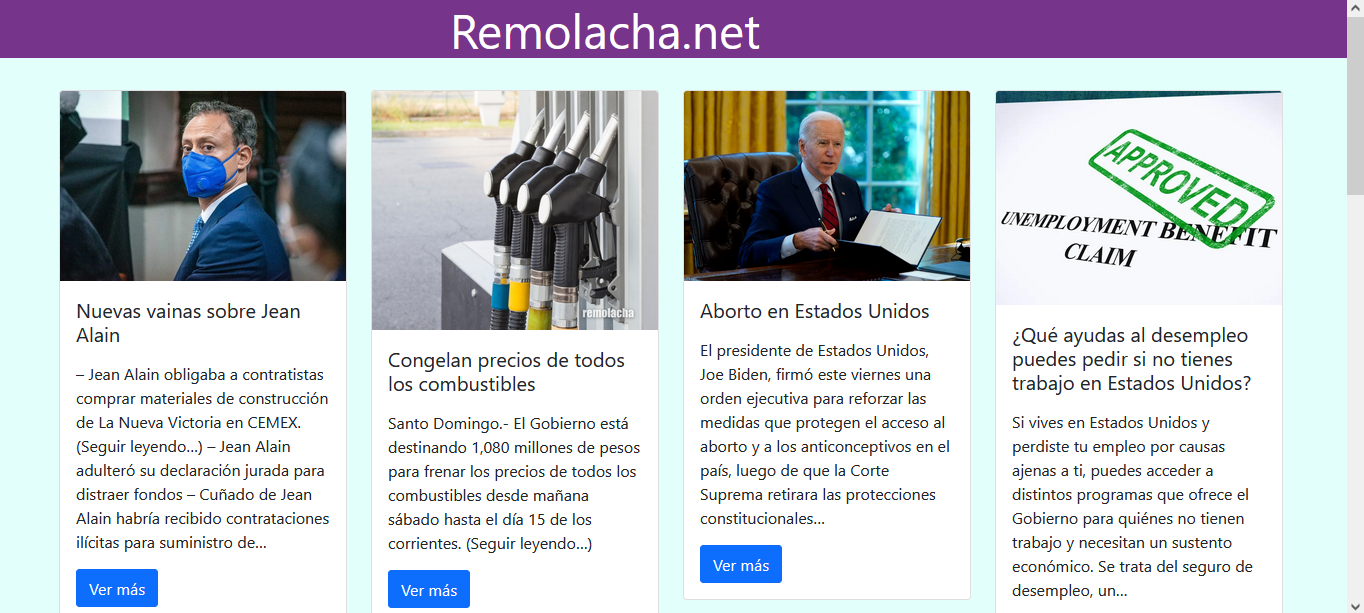 Remolacha.net
Nuevas vainas sobre Jean
Alain
– Jean Alain obligaba a contratistas
comprar materiales de construcción
de La Nueva Victoria en CEMEX.
(Seguir leyendo...) – Jean Alain
adulteró su declaración jurada para
distraer fondos – Cuñado de Jean
Alain habría recibido contrataciones
ilícitas para suministro de...
Ver más
remolacha
Congelan precios de todos
los combustibles
Santo Domingo.- El Gobierno está
destinando 1,080 millones de pesos
para frenar los precios de todos los
combustibles desde mañana
sábado hasta el día 15 de los
corrientes. (Seguir leyendo...)
Ver más
Aborto en Estados Unidos
El presidente de Estados Unidos,
Joe Biden, firmó este viernes una
orden ejecutiva para reforzar las
medidas que protegen el acceso al
aborto y a los anticonceptivos en el
país, luego de que la Corte
Suprema retirara las protecciones
constitucionales...
Ver más
APPROVED
UNEMPLOYMENT BENEFIT
CLAIM
¿Qué ayudas al desempleo
puedes pedir si no tienes
trabajo en Estados Unidos?
Si vives en Estados Unidos y
perdiste tu empleo por causas
ajenas a ti, puedes acceder a
distintos programas que ofrece el
Gobierno para quiénes no tienen
trabajo y necesitan un sustento
económico. Se trata del seguro de
desempleo, un...